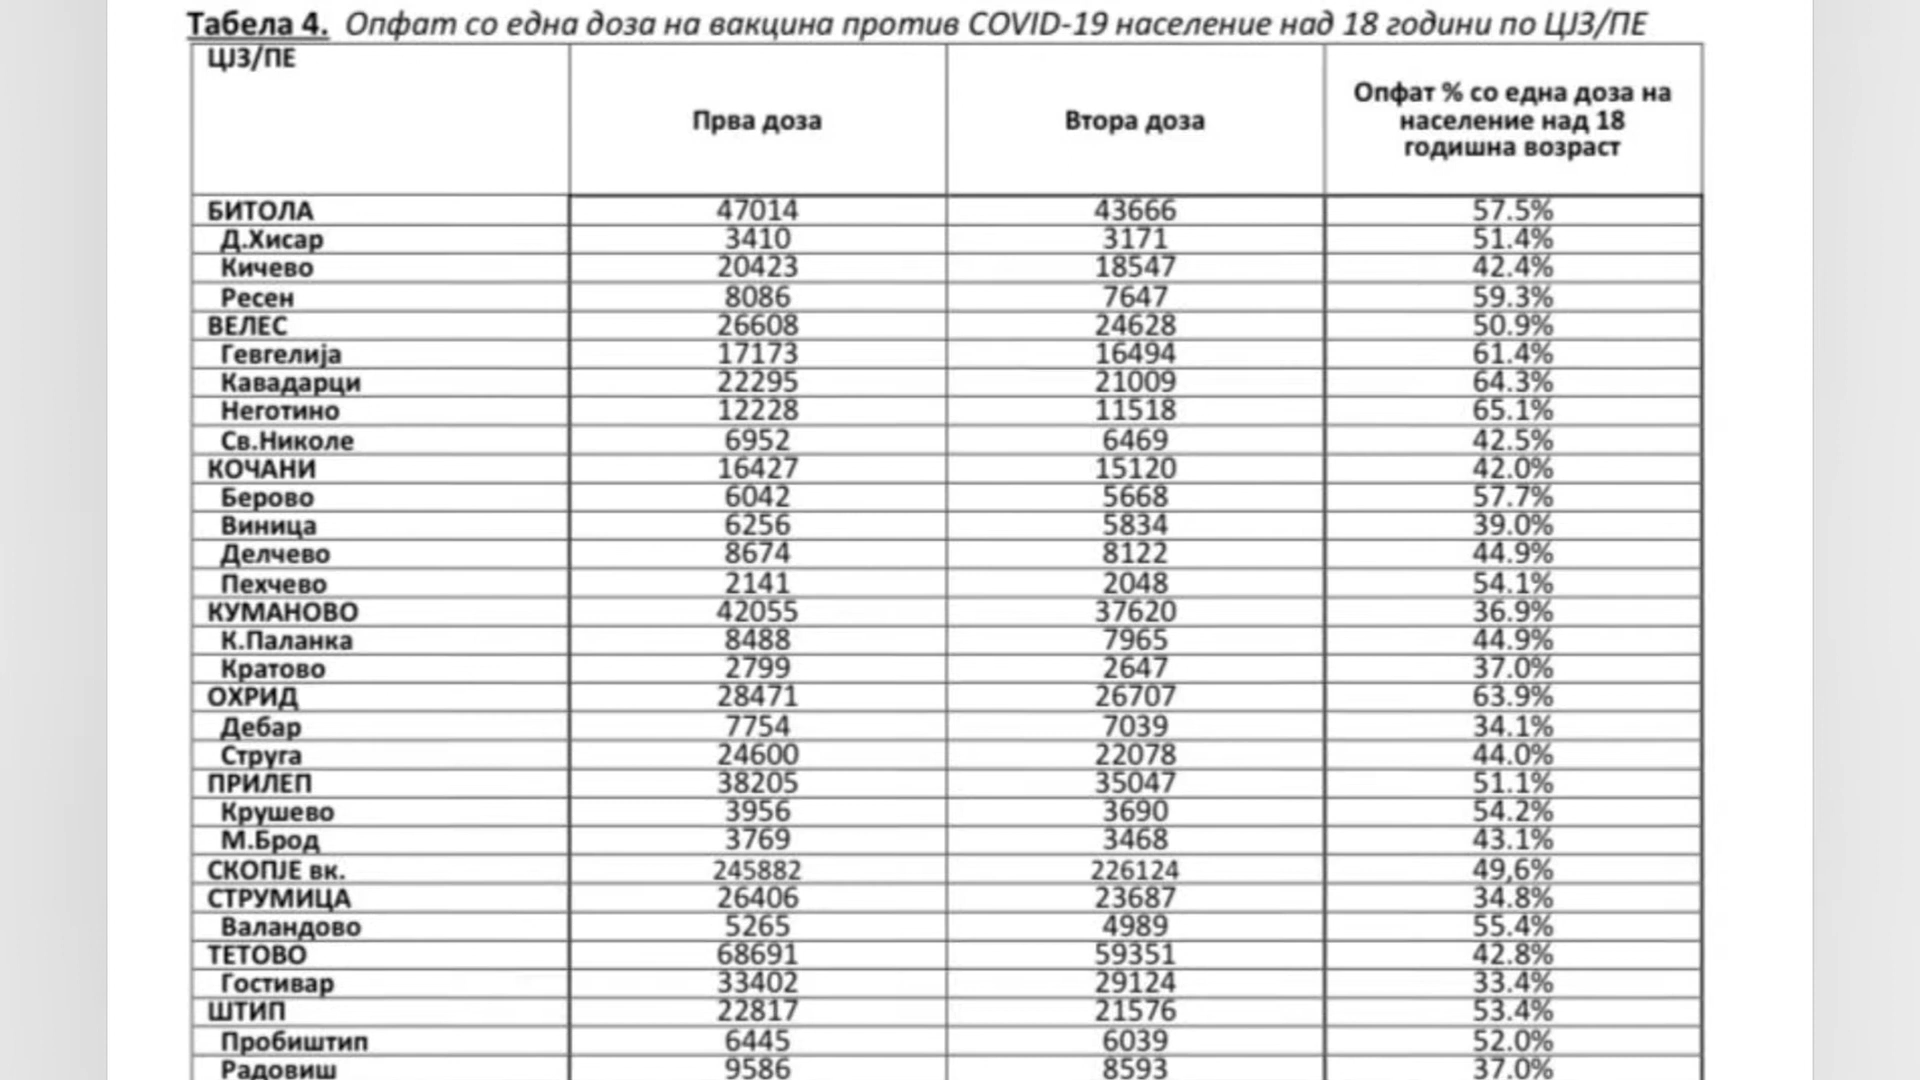 Табела 4. Опфат со една доза на вакцина против COVID-19 население над 18 години по ЦЈЗ/ПЕ
ЦЈЗ/ПЕ
Прва доза
Втора доза
Опфат % со една доза на
население над 18
годишна возраст
БИТОЛА 47014 43666 57.5%
Д.Хисар 3410 3171 51.4%
Кичево 20423 18547 42.4%
Ресен 8086 7647 59.3%
ВЕЛЕС 26608 24628 50.9%
Гевгелија 17173 16494 61.4%
Кавадарци 22295 21009 64.3%
Неготино 12228 11518 65.1%
Св.Николе 6952 6469 42.5%
КОЧАНИ 16427 15120 42.0%
Берово 6042 5668 57.7%
Виница 6256 5834 39.0%
Делчево 8674 8122 44.9%
Пехчево 2141 2048 54.1%
КУМАНОВО 42055 37620 36.9%
К.Паланка 8488 7965 44.9%
Кратово 2799 2647 37.0%
ОХРИД 28471 26707 63.9%
Дебар 7754 7039 34.1%
Струга 24600 22078 44.0%
ПРИЛЕП 38205 35047 51.1%
Крушево 3956 3690 54.2%
М.Брод 3769 3468 43.1%
СКОПЈЕ вк. 245882 226124 49,6%
СТРУМИЦА 26406 23687 34.8%
Валандово 5265 4989 55.4%
ТЕТОВО 68691 59351 42.8%
Гостивар 33402 29124 33.4%
ШТИП 22817 21576 53.4%
Пробиштип 6445 6039 52.0%
Радовиш 9586 8593 37.0%